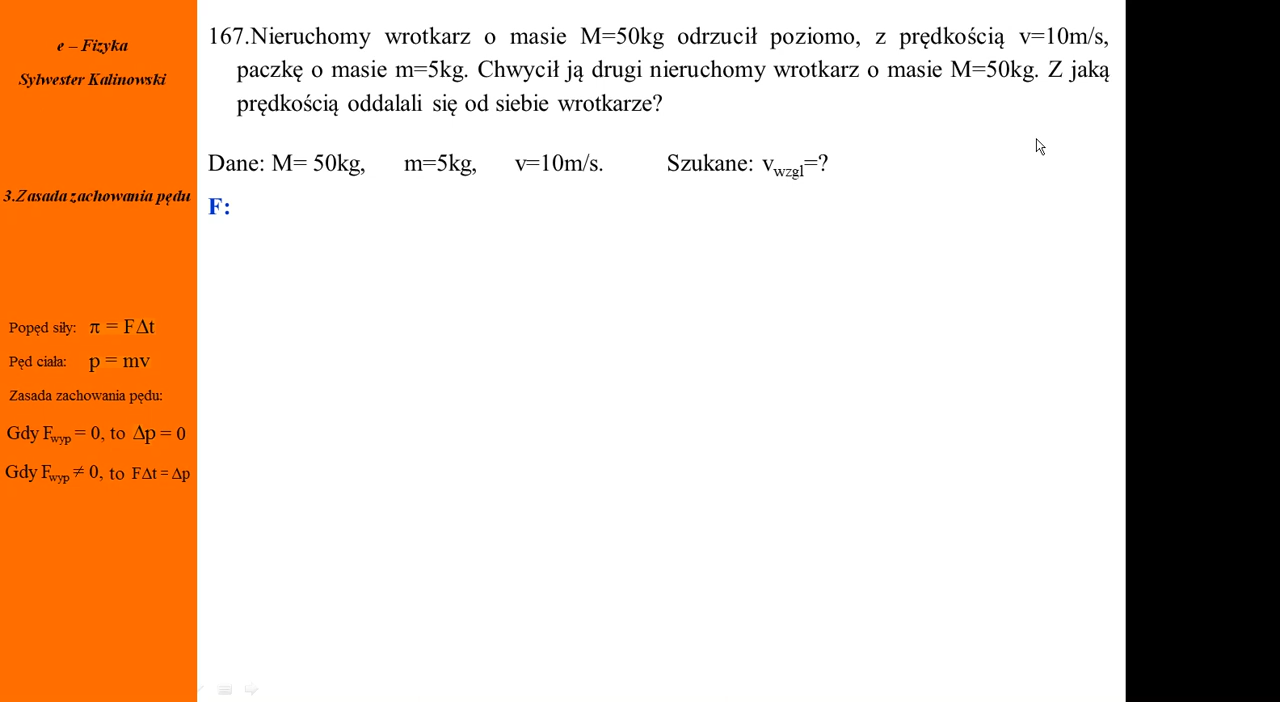 e – Fizyka
Sylwester Kalinowski
3.Zasada zachowania pędu
Popęd siły: π = FΔt
Pęd ciała: p = mv
Zasada zachowania pędu:
Gdy Fwyp = 0, to Δp = 0
Gdy Fwyp ≠ 0, to FΔt = Δp
167.Nieruchomy wrotkarz o masie M=50kg odrzucił poziomo, z prędkością v=10m/s,
paczkę o masie m=5kg. Chwycił ją drugi nieruchomy wrotkarz o masie M=50kg. Z jaką
prędkością oddalali się od siebie wrotkarze?
Dane: M= 50kg, m=5kg, v=10m/s. Szukane: vwzgl=?
F: